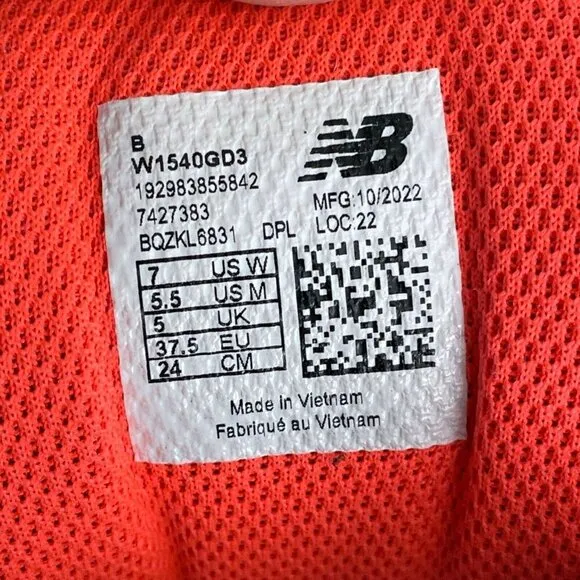 B
W1540GD3
NB
192983855842
MFG:10/2022
7427383
LOC:22
BQZKL6831 DPL
7 US W
5.5 US M
5 UK
37.5 EU
24 CM
Made in Vietnam
Fabriqué au Vietnam